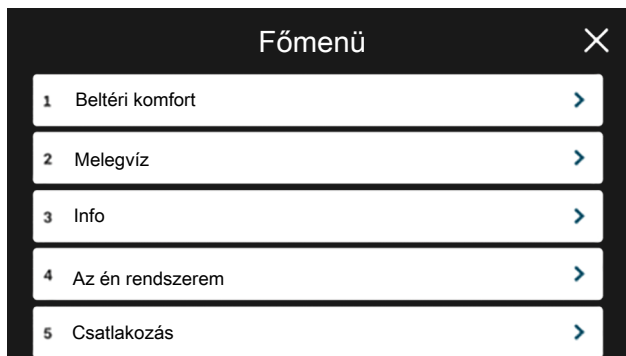 Főmenü
1 Beltéri komfort
2 Melegvíz
3 Info
4 Az én rendszerem
5 Csatlakozás